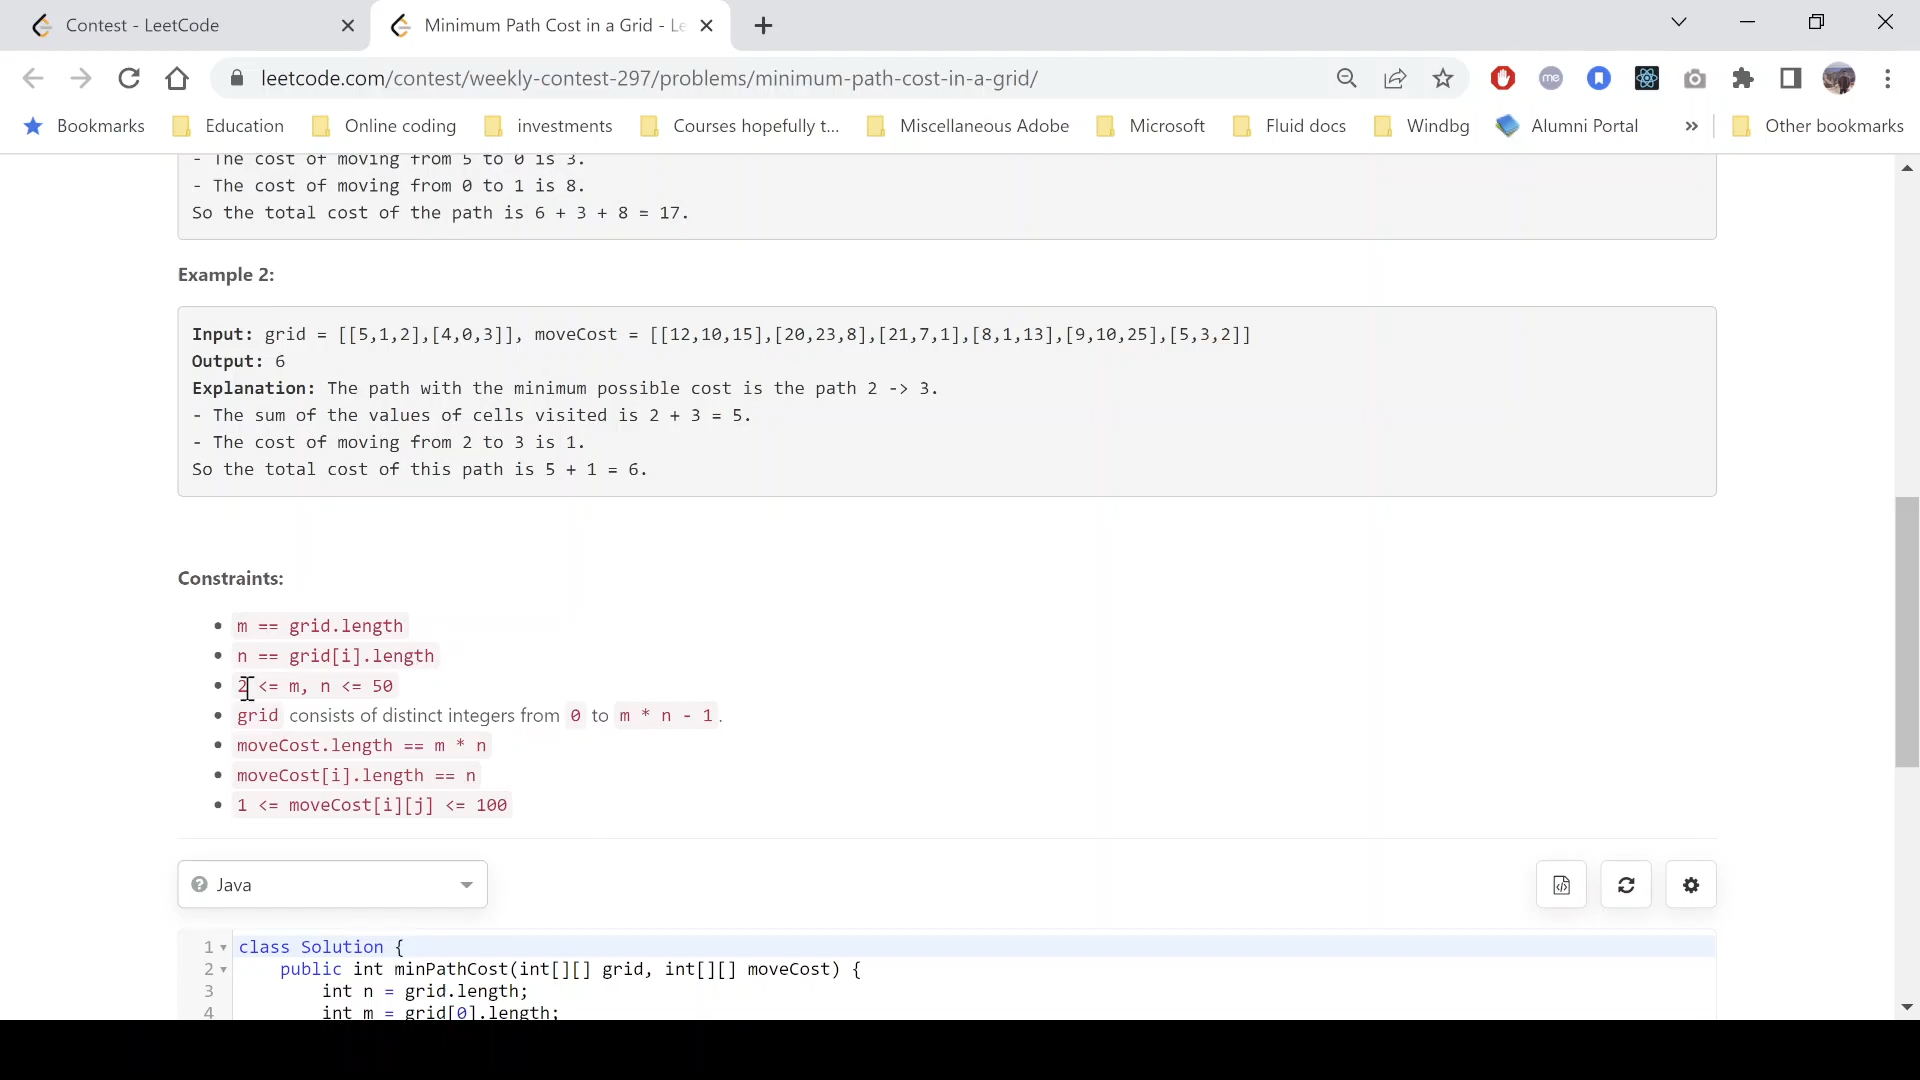 Contest - LeetCode
Minimum Path Cost in a Grid - Le
leetcode.com/contest/weekly-contest-297/problems/minimum-path-cost-in-a-grid/
me
Bookmarks Education Online coding investments Courses hopefully t... Miscellaneous Adobe Microsoft Fluid docs Windbg Alumni Portal » Other bookmarks
- The cost of moving from 5 to 0 is 3.
- The cost of moving from 0 to 1 is 8.
So the total cost of the path is 6 + 3 + 8 = 17.
Example 2:
Input: grid = [[5,1,2],[4,0,3]], moveCost = [[12,10,15],[20,23,8],[21,7,1],[8,1,13],[9,10,25],[5,3,2]]
Output: 6
Explanation: The path with the minimum possible cost is the path 2 -> 3.
- The sum of the values of cells visited is 2 + 3 = 5.
- The cost of moving from 2 to 3 is 1.
So the total cost of this path is 5 + 1 = 6.
Constraints:
m == grid.length
n == grid[i].length
2 <= m, n <= 50
grid consists of distinct integers from 0 to m * n - 1.
moveCost.length == m * n
moveCost[i].length == n
1 <= moveCost[i][j] <= 100
Java
1 class Solution {
2 public int minPathCost(int[][] grid, int[][] moveCost) {
3 int n = grid.length;
4 int m = grid[0].length;